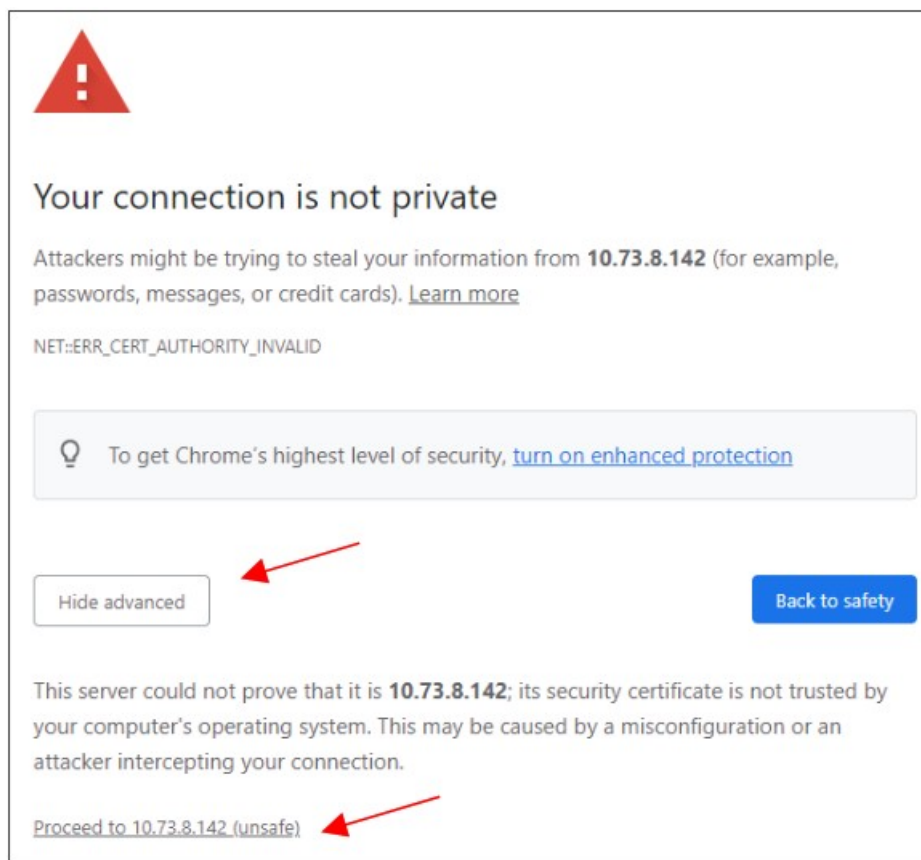 Your connection is not private
Attackers might be trying to steal your information from 10.73.8.142 (for example,
passwords, messages, or credit cards). Learn more
NET::ERR_CERT_AUTHORITY_INVALID
To get Chrome's highest level of security, turn on enhanced protection
Hide advanced
Back to safety
This server could not prove that it is 10.73.8.142; its security certificate is not trusted by
your computer's operating system. This may be caused by a misconfiguration or an
attacker intercepting your connection.
Proceed to 10.73.8.142 (unsafe)